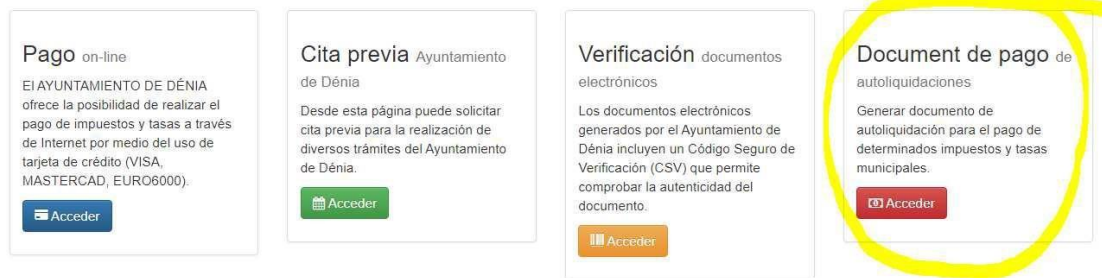 Pago on-line
El AYUNTAMIENTO DE DÉNIA
ofrece la posibilidad de realizar el
pago de impuestos y tasas a través
de Internet por medio del uso de
tarjeta de crédito (VISA,
MASTERCAD, EURO6000).
Acceder
Cita previa Ayuntamiento
de Dénia
Desde esta página puede solicitar
cita previa para la realización de
diversos trámites del Ayuntamiento
de Dénia.
Acceder
Verificación documentos
electrónicos
Los documentos electrónicos
generados por el Ayuntamiento de
Dénia incluyen un Código Seguro de
Verificación (CSV) que permite
comprobar la autenticidad del
documento.
Acceder
Document de pago de
autoliquidaciones
Generar documento de
autoliquidación para el pago de
determinados impuestos y tasas
municipales.
Acceder